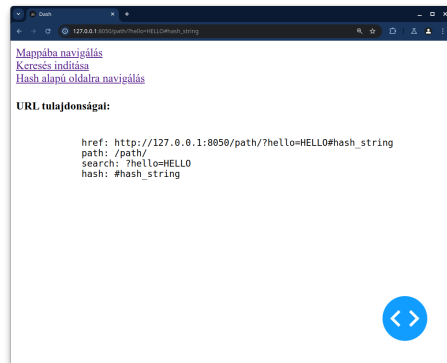 Dash
127.0.0.1:8050/path/?hello=HELLO#hash_string
Mappába navigálás
Keresés indítása
Hash alapú oldalra navigálás
URL tulajdonságai:
href: http://127.0.0.1:8050/path/?hello=HELLO#hash_string
path: /path/
search: ?hello=HELLO
hash: #hash_string